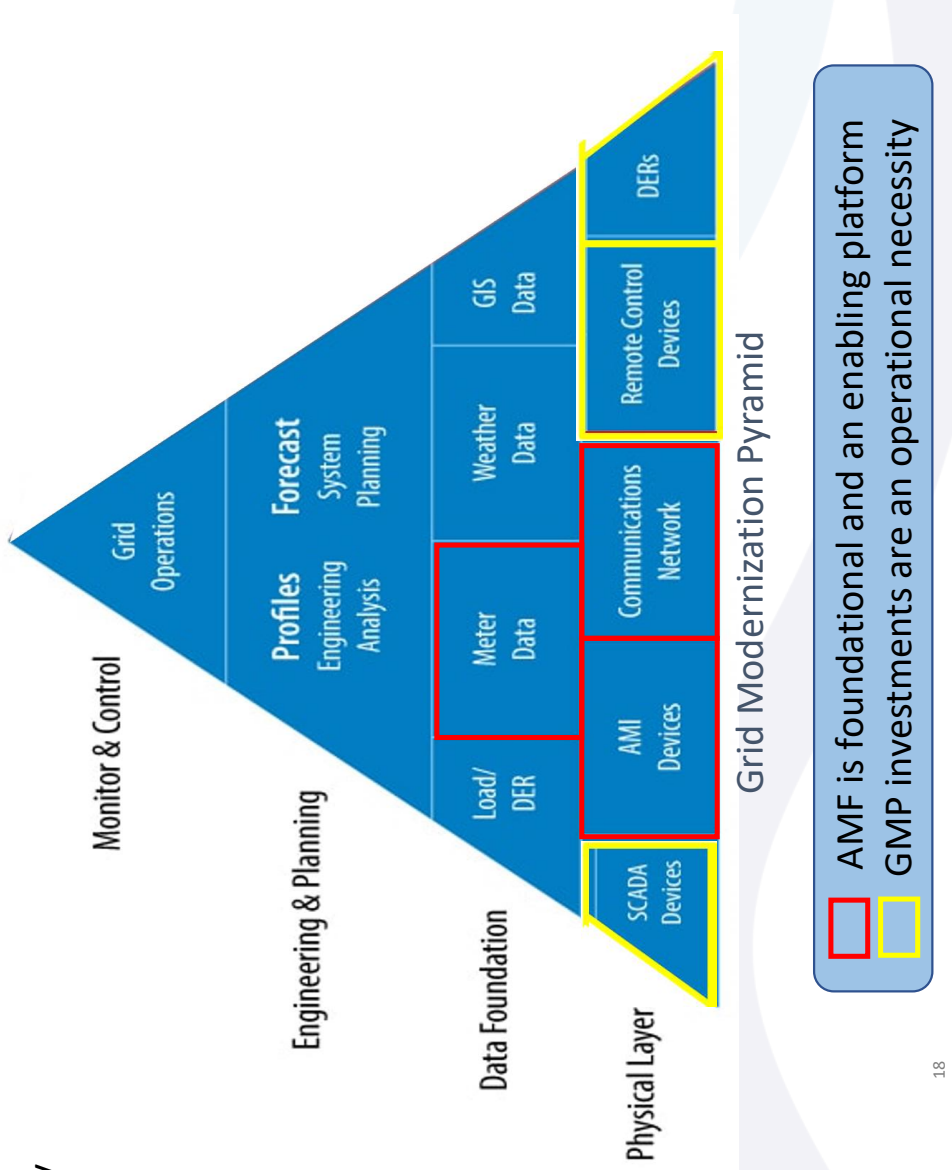 Monitor & Control
Grid
Operations
Engineering & Planning
Profiles
Engineering
Analysis
Forecast
System
Planning
Data Foundation
Load/
DER
Meter
Data
Weather
Data
GIS
Data
Physical Layer
SCADA
Devices
AMI
Devices
Communications
Network
Remote Control
Devices
DERs
Grid Modernization Pyramid
AMF is foundational and an enabling platform
GMP investments are an operational necessity
18